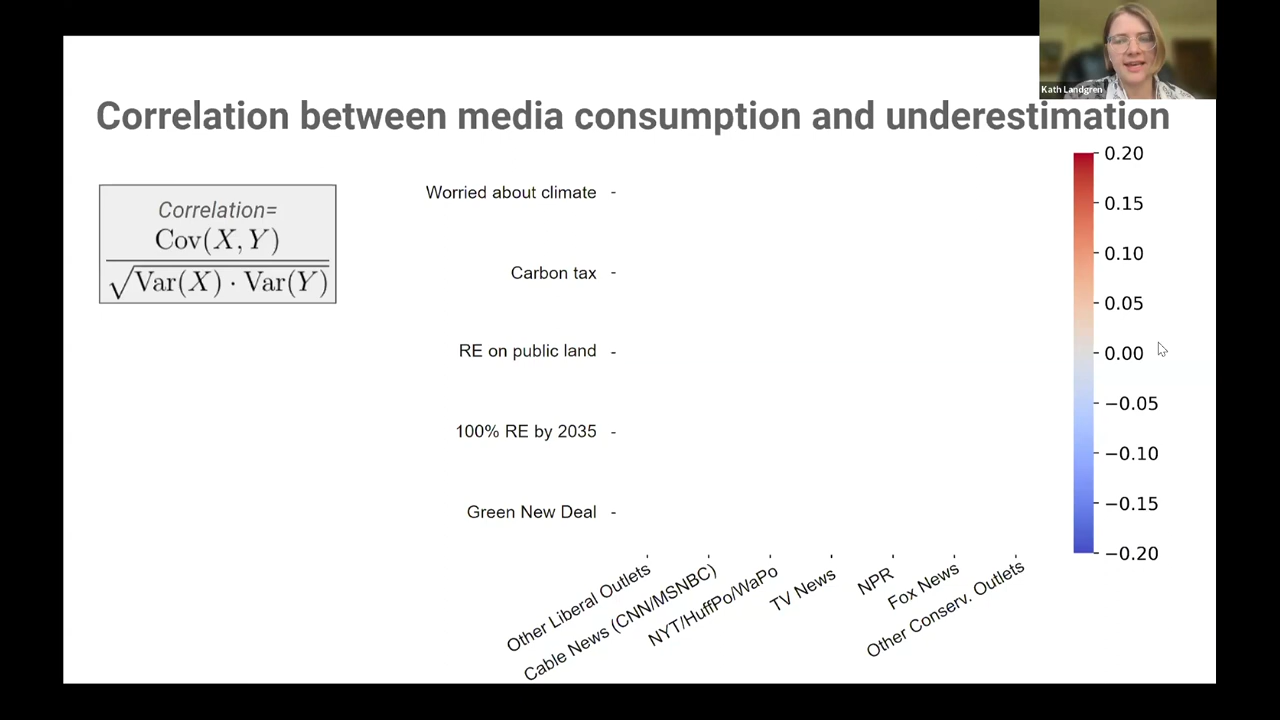 Kath Landgren
Correlation between media consumption and underestimation
Correlation=
Cov(X, Y)
√Var(X) · Var(Y)
Worried about climate
Carbon tax
RE on public land
100% RE by 2035
Green New Deal
Other Liberal Outlets
Cable News (CNN/MSNBC)
NYT/HuffPo/WaPo
TV News
NPR
Fox News
Other Conserv. Outlets
0.20
0.15
0.10
0.05
0.00
−0.05
−0.10
−0.15
−0.20